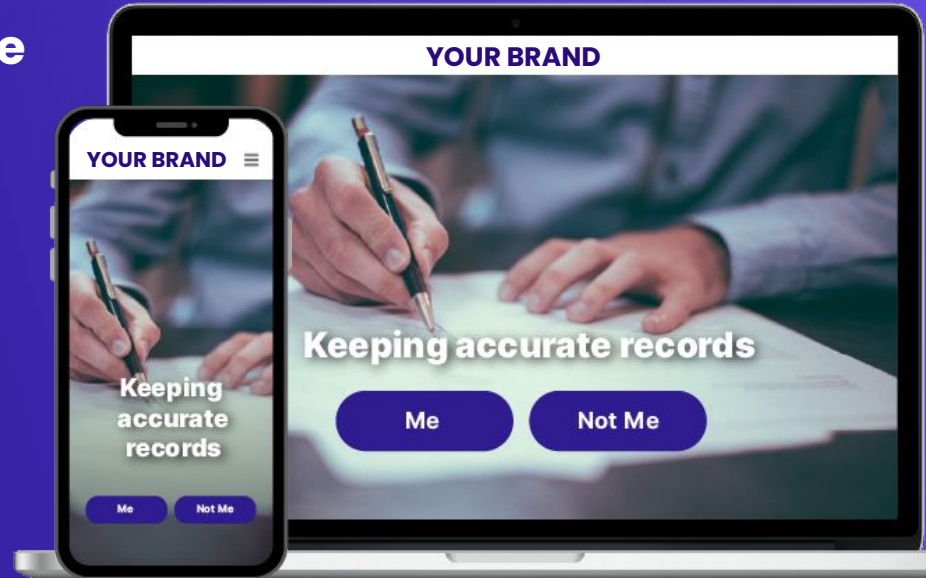 e
YOUR BRAND
YOUR BRAND
Keeping accurate records
Me
Not Me
Keeping
accurate
records
Me
Not Me